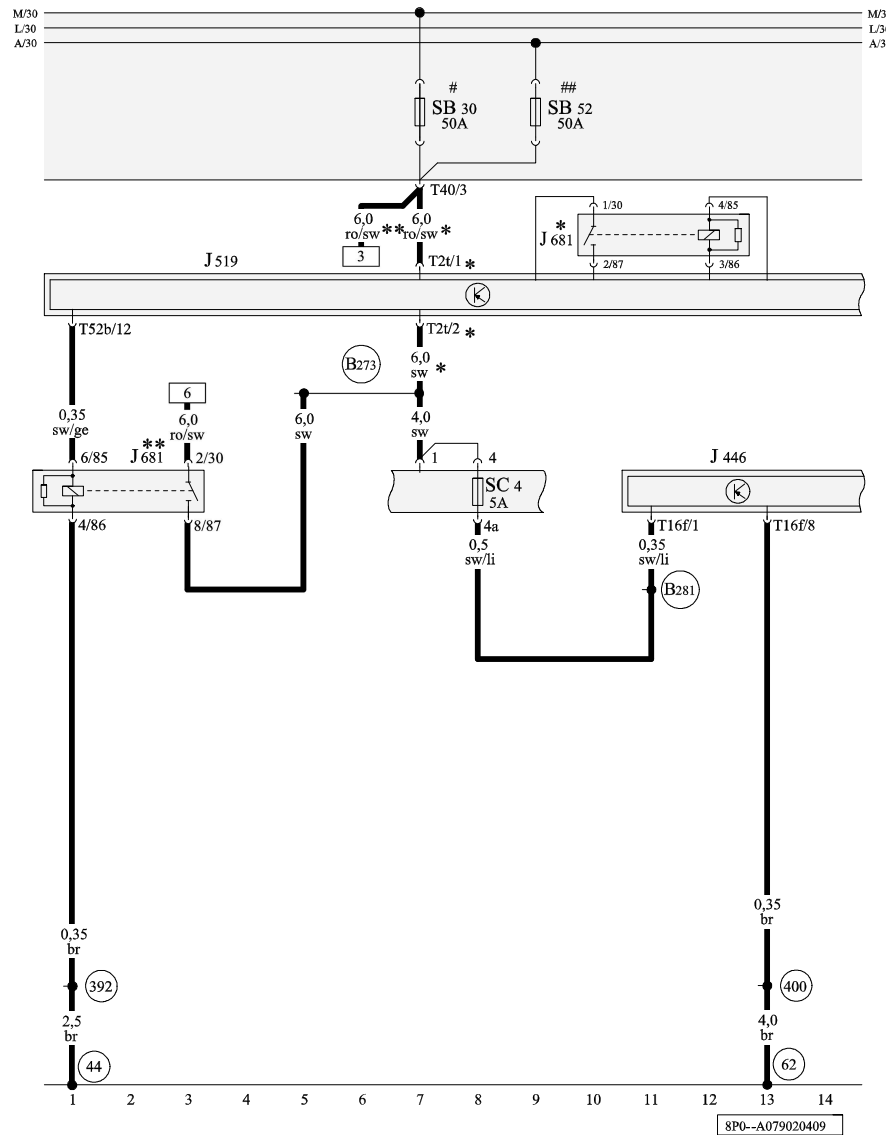 M/30 M/3
L/30 L/3
A/30 A/3
# ##
SB 30 SB 52
50A 50A
T40/3
1/30 4/85
6,0 6,0
ro/sw ** ro/sw *
* J 681
3
J 519 T2t/1 * 2/87 3/86
T52b/12 T2t/2 *
B273 6,0
sw *
6
0,35 6,0 6,0 4,0
sw/ge ro/sw sw sw
**
6/85 J 681 2/30 1 4 J 446
SC 4
5A
4/86 8/87 4a T16f/1 T16f/8
0,5 0,35
sw/li sw/li
B281
0,35
br
0,35
br
392 400
2,5 4,0
br br
44 62
1 2 3 4 5 6 7 8 9 10 11 12 13 14
8P0--A079020409